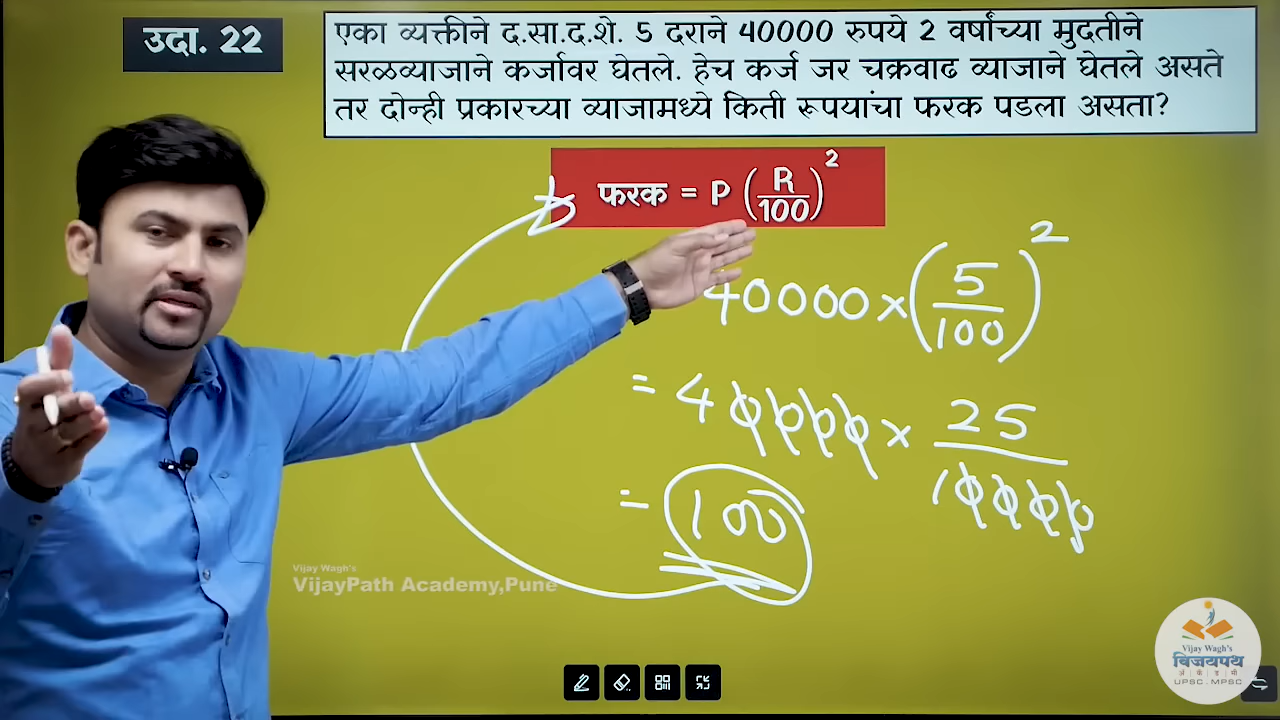 उदा. 22
एका व्यक्तीने द.सा.द.शे. 5 दराने 40000 रुपये 2 वर्षांच्या मुदतीने
सरळव्याजाने कर्जावर घेतले. हेच कर्ज जर चक्रवाढ व्याजाने घेतले असते
तर दोन्ही प्रकारच्या व्याजामध्ये किती रूपयांचा फरक पडला असता?
फरक = P (R/100)²
40000 × (5/100)²
= 40000 × 25/10000
= 100
Vijay Wagh's
VijayPath Academy,Pune
Vijay Wagh's
विजयपथ
अॅकॅडमी
UPSC - MPSC